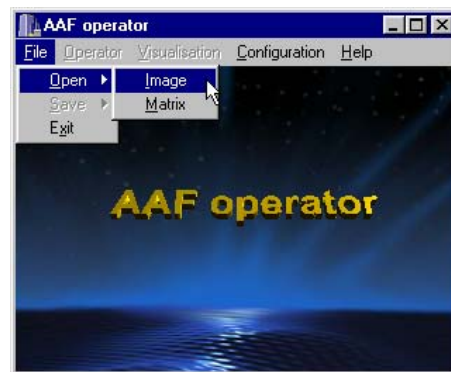 AAF operator
File Operator Visualisation Configuration Help
Open Image
Save Matrix
Exit
AAF operator